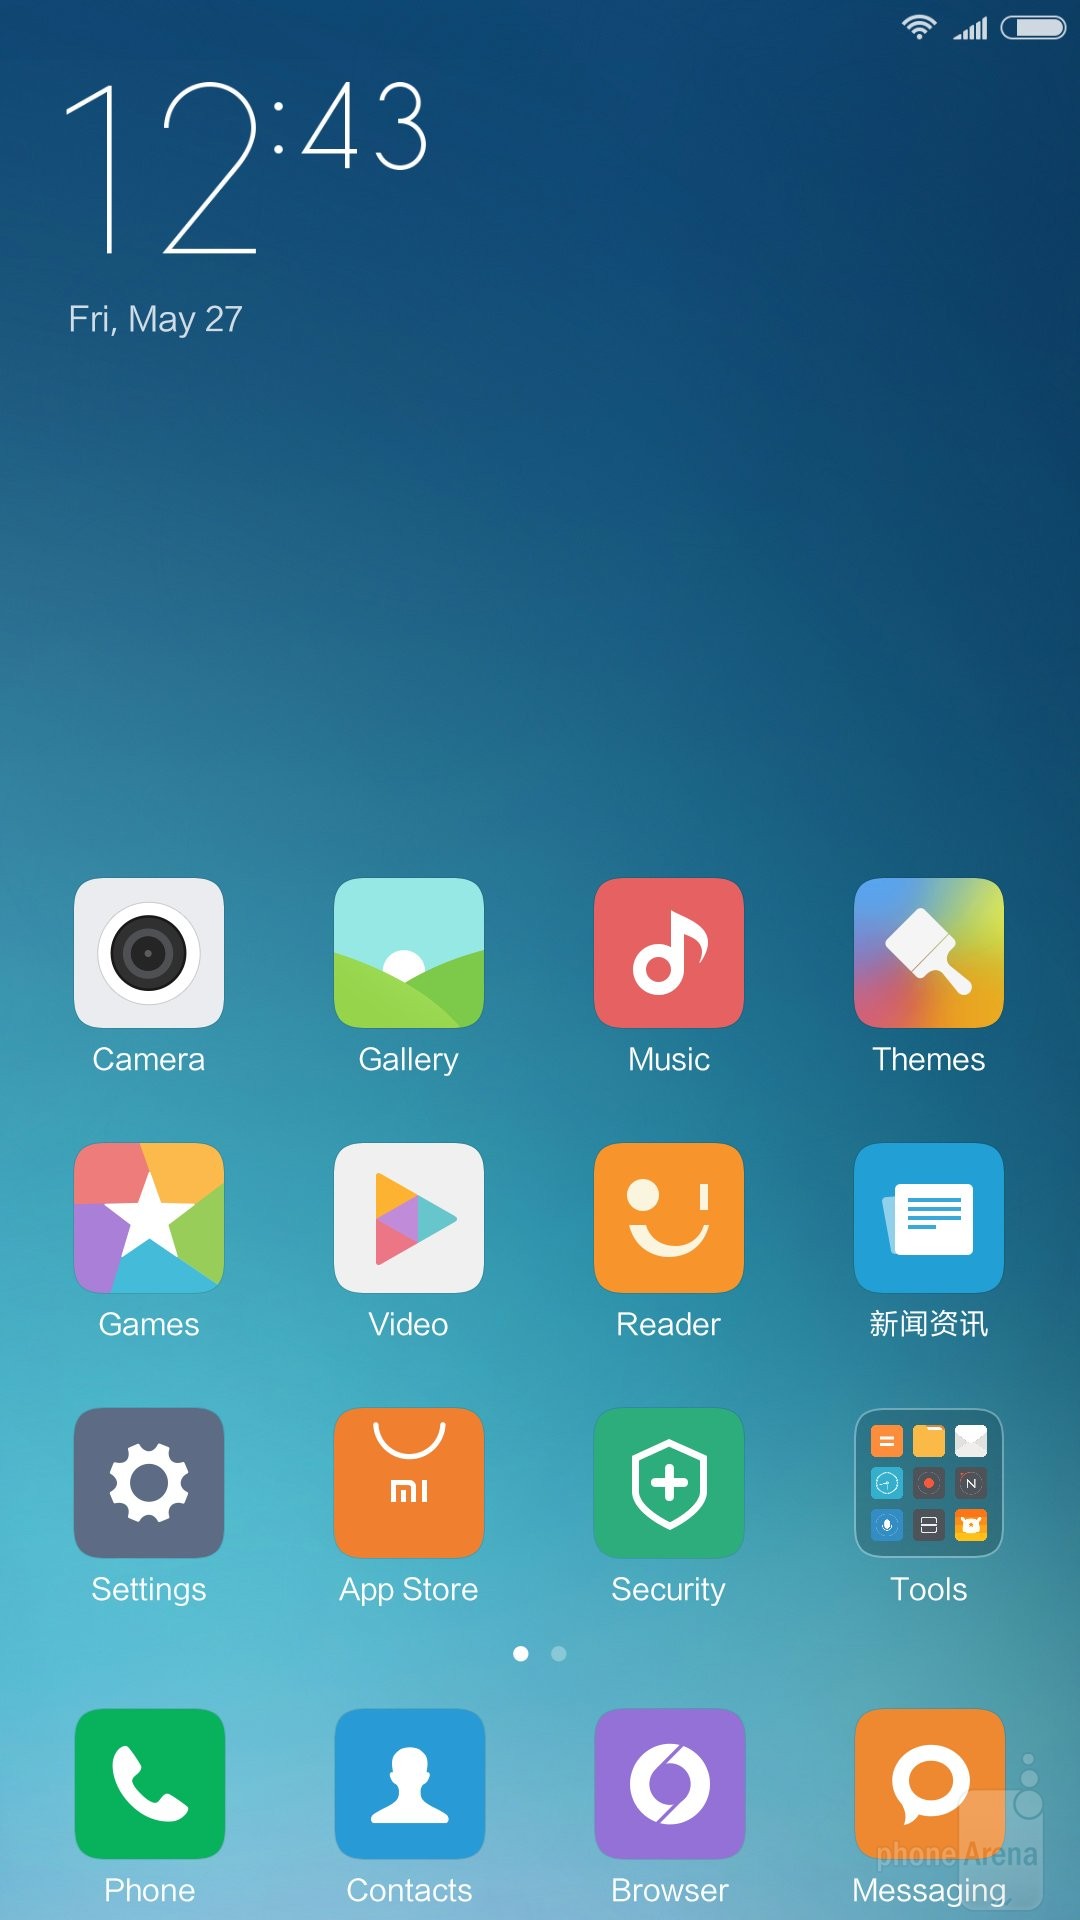 12:43
Fri, May 27
Camera
Gallery
Music
Themes
Games
Video
Reader
新闻资讯
Settings
App Store
Security
Tools
mi
N
Phone
Contacts
Browser
Messaging
phoneArena